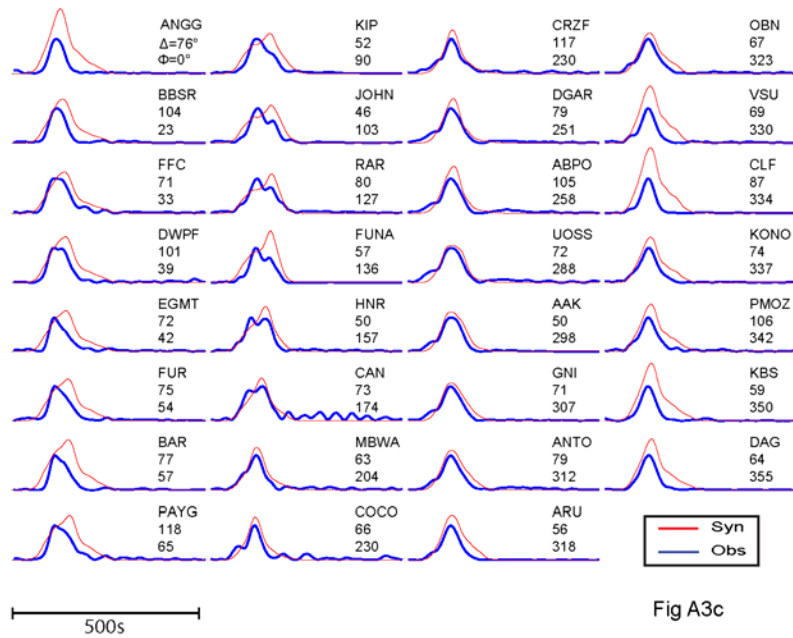 ANGG
Δ=76°
Φ=0°
BBSR
104
23
FFC
71
33
DWPF
101
39
EGMT
72
42
FUR
75
54
BAR
77
57
PAYG
118
65
KIP
52
90
JOHN
46
103
RAR
80
127
FUNA
57
136
HNR
50
157
CAN
73
174
MBWA
63
204
COCO
66
230
CRZF
117
230
DGAR
79
251
ABPO
105
258
UOSS
72
288
AAK
50
298
GNI
71
307
ANTO
79
312
ARU
56
318
OBN
67
323
VSU
69
330
CLF
87
334
KONO
74
337
PMOZ
106
342
KBS
59
350
DAG
64
355
Syn
Obs
500s
Fig A3c